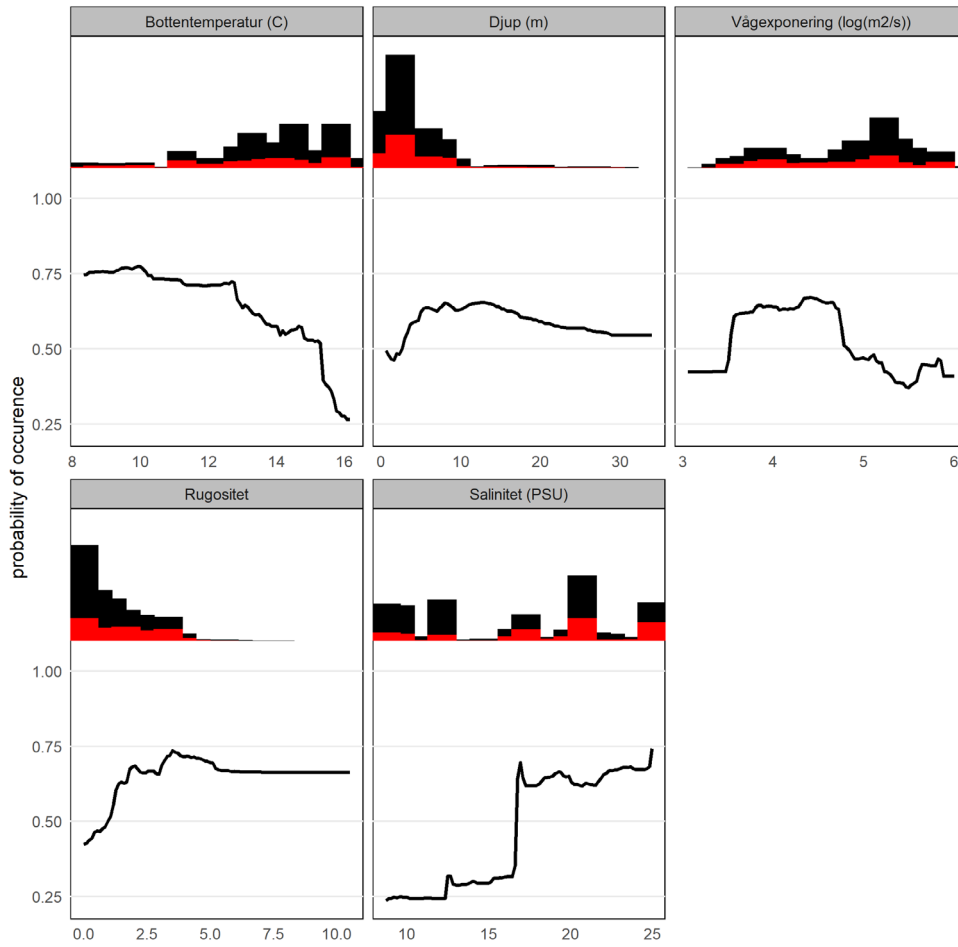 Bottentemperatur (C)
Djup (m)
Vågexponering (log(m2/s))
1.00
0.75
0.50
0.25
8 10 12 14 16
0 10 20 30
3 4 5 6
probability of occurence
Rugositet
Salinitet (PSU)
1.00
0.75
0.50
0.25
0.0 2.5 5.0 7.5 10.0
10 15 20 25